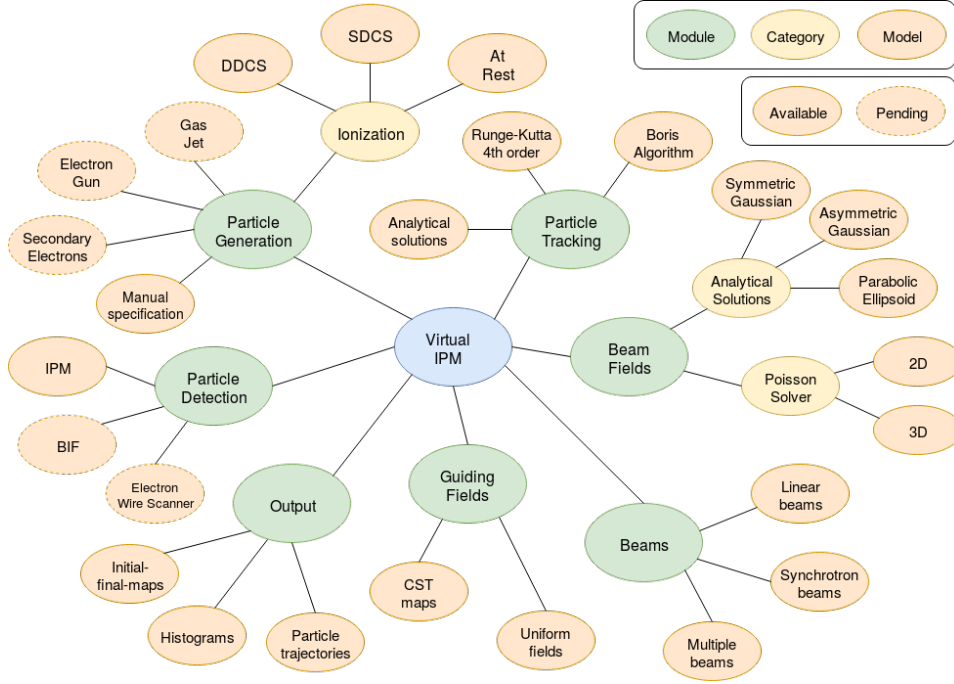 SDCS
DDCS
At
Rest
Ionization
Module
Category
Model
Available
Pending
Gas
Jet
Electron
Gun
Secondary
Electrons
Manual
specification
Particle
Generation
Runge-Kutta
4th order
Boris
Algorithm
Analytical
solutions
Particle
Tracking
Symmetric
Gaussian
Asymmetric
Gaussian
Parabolic
Ellipsoid
Analytical
Solutions
Virtual
IPM
Beam
Fields
Poisson
Solver
2D
3D
IPM
Particle
Detection
BIF
Electron
Wire Scanner
Output
Initial-
final-maps
Histograms
Particle
trajectories
Guiding
Fields
CST
maps
Uniform
fields
Beams
Linear
beams
Synchrotron
beams
Multiple
beams